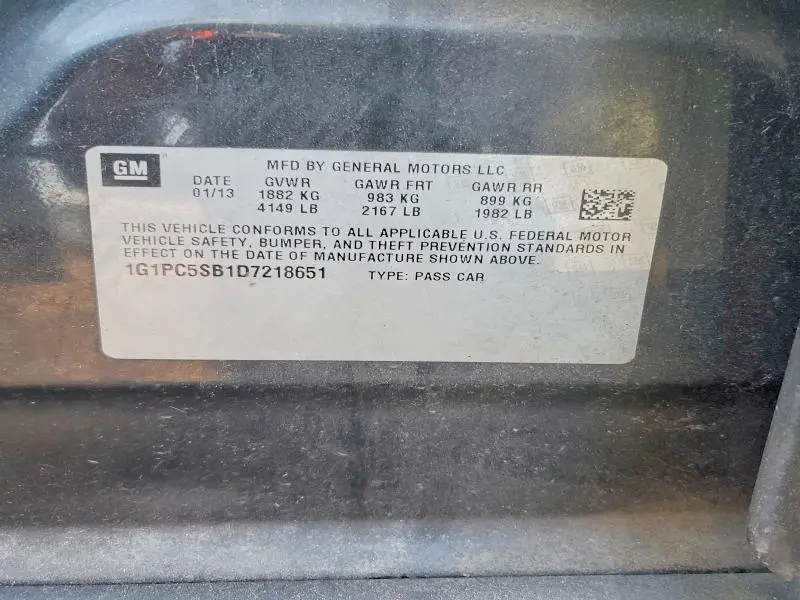 GM
MFD BY GENERAL MOTORS LLC
DATE GVWR GAWR FRT GAWR RR
01/13 1882 KG 983 KG 899 KG
4149 LB 2167 LB 1982 LB
THIS VEHICLE CONFORMS TO ALL APPLICABLE U.S. FEDERAL MOTOR
VEHICLE SAFETY, BUMPER, AND THEFT PREVENTION STANDARDS IN
EFFECT ON THE DATE OF MANUFACTURE SHOWN ABOVE.
1G1PC5SB1D7218651 TYPE: PASS CAR